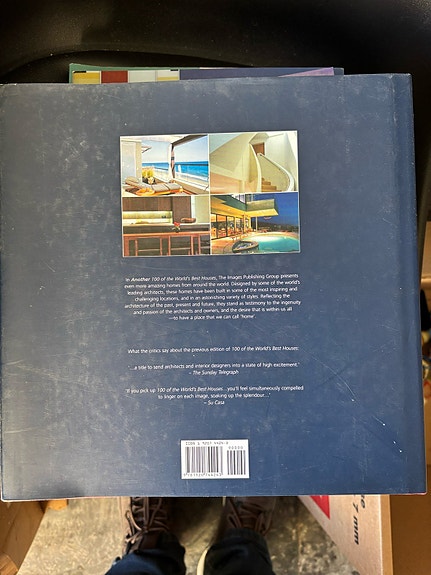 In Another 100 of the World's Best Houses, The Images Publishing Group presents
even more amazing homes from around the world. Designed by some of the world's
leading architects, these homes have been built in some of the most inspiring and
challenging locations, and in an astonishing variety of styles. Reflecting the
architecture of the past, present and future, they stand as testimony to the ingenuity
and passion of the architects and owners, and the desire that is within us all
—to have a place that we can call 'home'.
What the critics say about the previous edition of 100 of the World's Best Houses:
'...a title to send architects and interior designers into a state of high excitement.'
– The Sunday Telegraph
'If you pick up 100 of the World's Best Houses...you'll feel simultaneously compelled
to linger on each image, soaking up the splendour...'
– Su Casa
90000